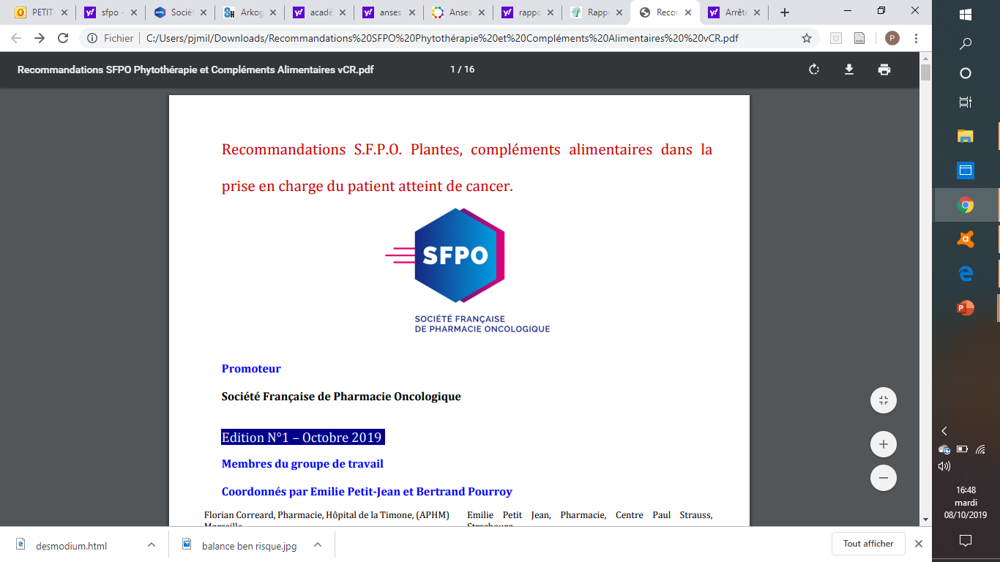 PETIT-
sfpo -
Sociét
Arkog
acadé
anses
Anses
rappo
Rappo
Recor
Arrête
Fichier
C:/Users/pjmil/Downloads/Recommandations%20SFPO%20Phytothérapie%20et%20Compléments%20Alimentaires%20%20vCR.pdf
P
Recommandations SFPO Phytothérapie et Compléments Alimentaires vCR.pdf
1 / 16
Recommandations S.F.P.O. Plantes, compléments alimentaires dans la
prise en charge du patient atteint de cancer.
SFPO
SOCIÉTÉ FRANÇAISE
DE PHARMACIE ONCOLOGIQUE
Promoteur
Société Française de Pharmacie Oncologique
Edition N°1 – Octobre 2019
Membres du groupe de travail
Coordonnés par Emilie Petit-Jean et Bertrand Pourroy
Florian Correard, Pharmacie, Hôpital de la Timone, (APHM)
Marseille
Emilie Petit Jean, Pharmacie, Centre Paul Strauss,
Strasbourg
desmodium.html
balance ben risque.jpg
Tout afficher
16:48
mardi
08/10/2019